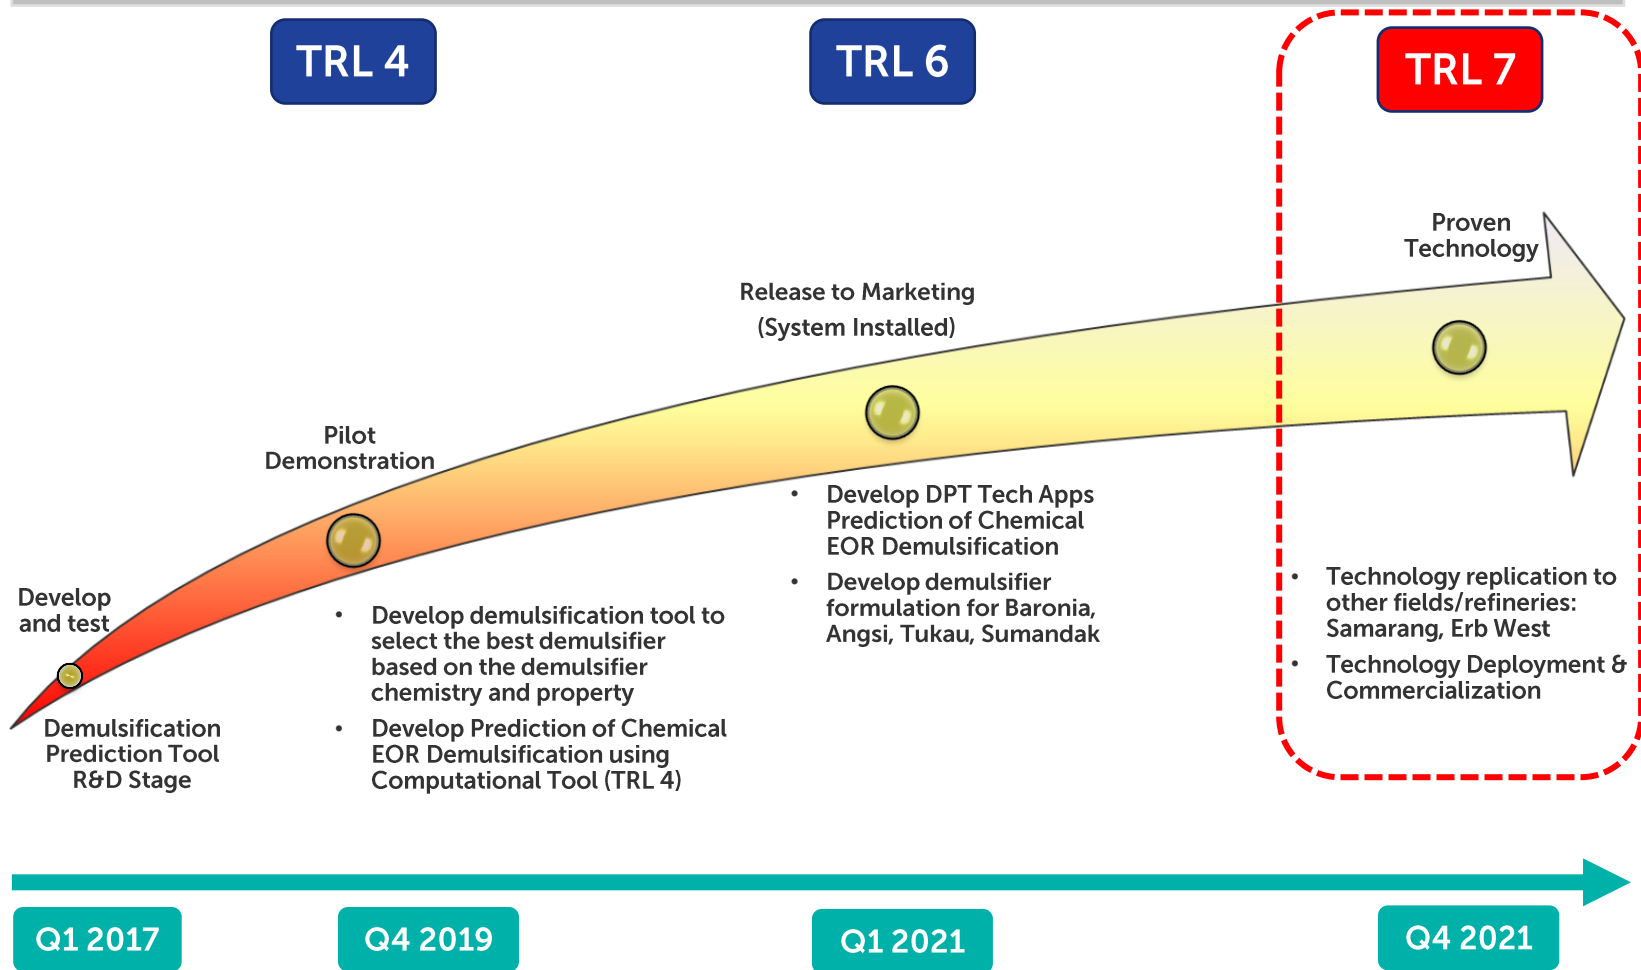 TRL 4
TRL 6
TRL 7
Proven
Technology
Release to Marketing
(System Installed)
Pilot
Demonstration
Develop
and test
Demulsification
Prediction Tool
R&D Stage
• Develop demulsification tool to
select the best demulsifier
based on the demulsifier
chemistry and property
• Develop Prediction of Chemical
EOR Demulsification using
Computational Tool (TRL 4)
• Develop DPT Tech Apps
Prediction of Chemical
EOR Demulsification
• Develop demulsifier
formulation for Baronia,
Angsi, Tukau, Sumandak
• Technology replication to
other fields/refineries:
Samarang, Erb West
• Technology Deployment &
Commercialization
Q1 2017
Q4 2019
Q1 2021
Q4 2021